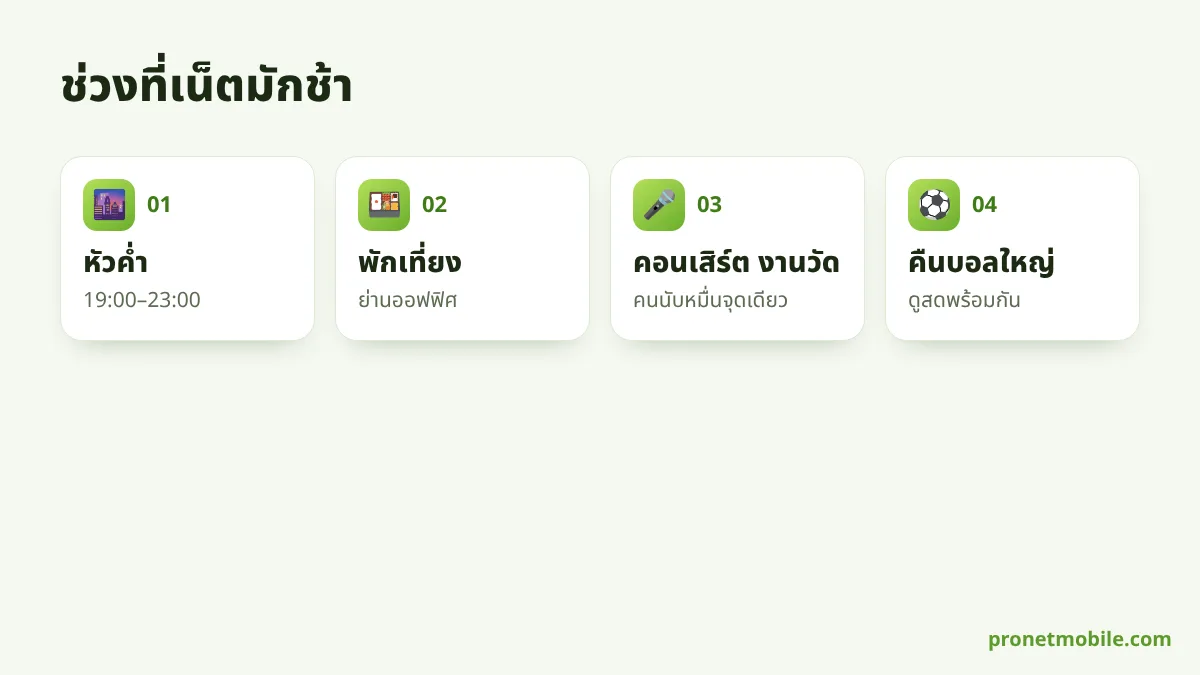 ช่วงที่เน็ตมักช้า
01
หัวค่ำ
19:00–23:00
02
พักเที่ยง
ย่านออฟฟิศ
03
คอนเสิร์ต งานวัด
คนนับหมื่นจุดเดียว
04
คืนบอลใหญ่
ดูสดพร้อมกัน
pronetmobile.com